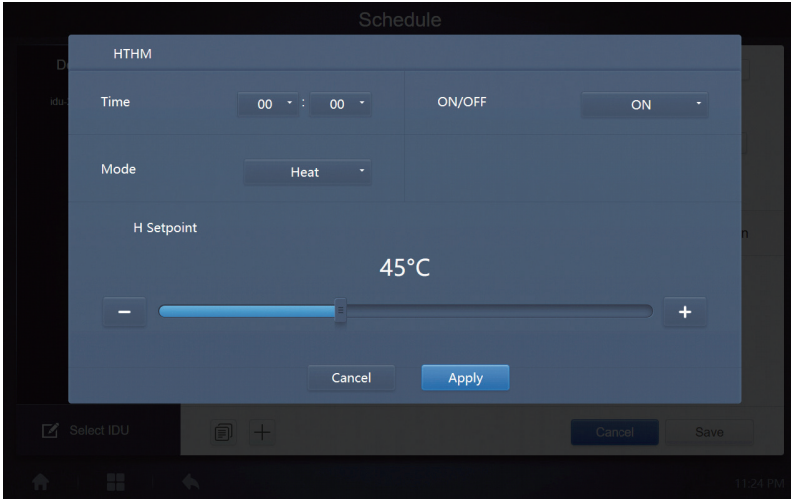 Schedule
HTHM
Time 00 : 00 ON/OFF ON
Mode Heat
H Setpoint
45°C
− +
Cancel Apply
Select IDU Cancel Save
11:24 PM